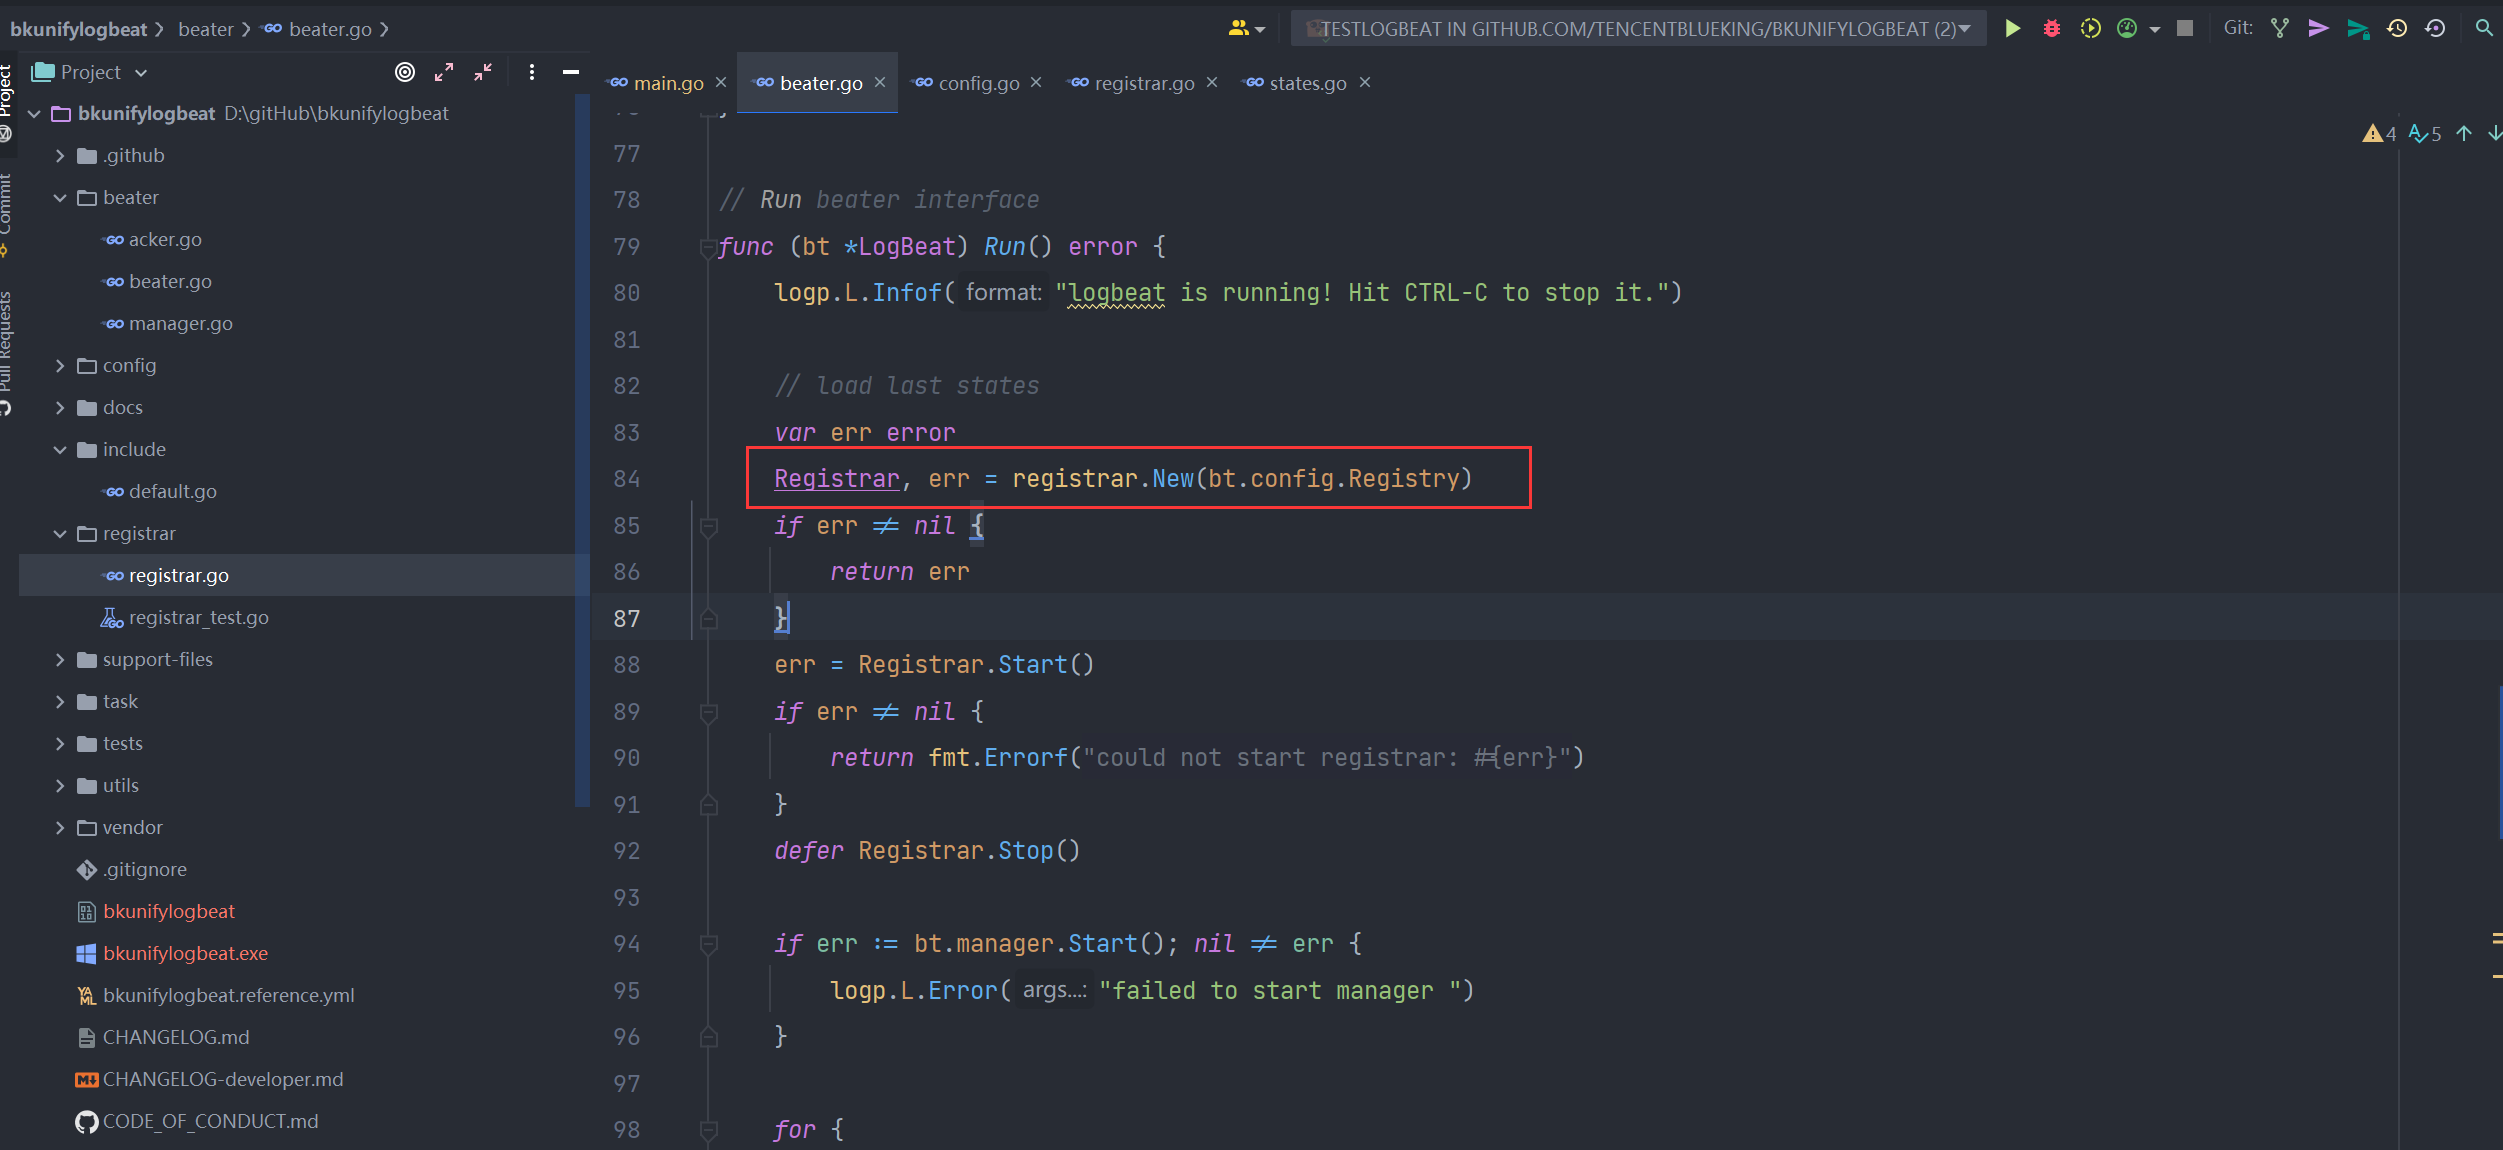 bkunifylogbeat > beater > beater.go >
TESTLOGBEAT IN GITHUB.COM/TENCENTBLUEKING/BKUNIFYLOGBEAT (2)
Git:
Project
Commit
Pull Requests
Project
bkunifylogbeat D:\gitHub\bkunifylogbeat
.github
beater
acker.go
beater.go
manager.go
config
docs
include
default.go
registrar
registrar.go
registrar_test.go
support-files
task
tests
utils
vendor
.gitignore
bkunifylogbeat
bkunifylogbeat.exe
bkunifylogbeat.reference.yml
CHANGELOG.md
CHANGELOG-developer.md
CODE_OF_CONDUCT.md
main.go × beater.go × config.go × registrar.go × states.go ×
4 5
77
78 // Run beater interface
79 func (bt *LogBeat) Run() error {
80 logp.L.Infof( format: "logbeat is running! Hit CTRL-C to stop it.")
81
82 // load last states
83 var err error
84 Registrar, err = registrar.New(bt.config.Registry)
85 if err ≠ nil {
86 return err
87 }
88 err = Registrar.Start()
89 if err ≠ nil {
90 return fmt.Errorf("could not start registrar: #{err}")
91 }
92 defer Registrar.Stop()
93
94 if err := bt.manager.Start(); nil ≠ err {
95 logp.L.Error( args...: "failed to start manager ")
96 }
97
98 for {